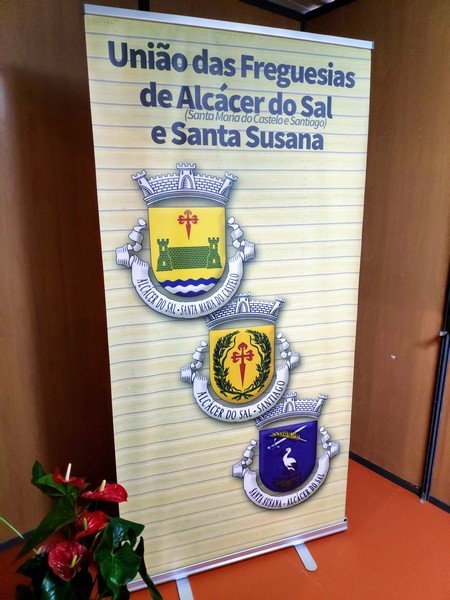 União das Freguesias
de Alcácer do Sal
(Santa Maria do Castelo e Santiago)
e Santa Susana
ALCÁCER DO SAL - SANTA MARIA DO CASTELO
ALCÁCER DO SAL - SANTIAGO
SANTA SUSANA - ALCÁCER DO SAL